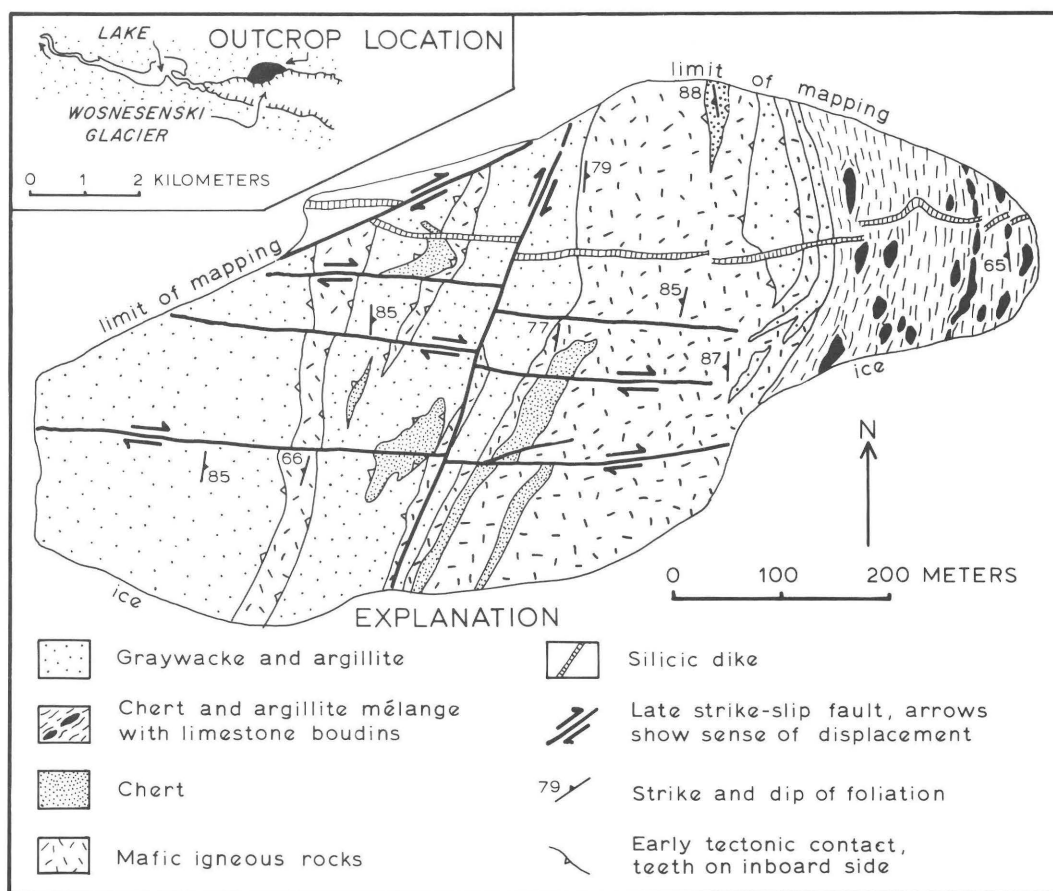 LAKE
OUTCROP LOCATION
WOSNESENSKI
GLACIER
0 1 2 KILOMETERS
limit of mapping
88
79
limit of mapping
65
85
85
77
87
ice
66
85
N
ice
0 100 200 METERS
EXPLANATION
Graywacke and argillite
Silicic dike
Chert and argillite mélange
with limestone boudins
Late strike-slip fault, arrows
show sense of displacement
Chert
79
Strike and dip of foliation
Mafic igneous rocks
Early tectonic contact,
teeth on inboard side